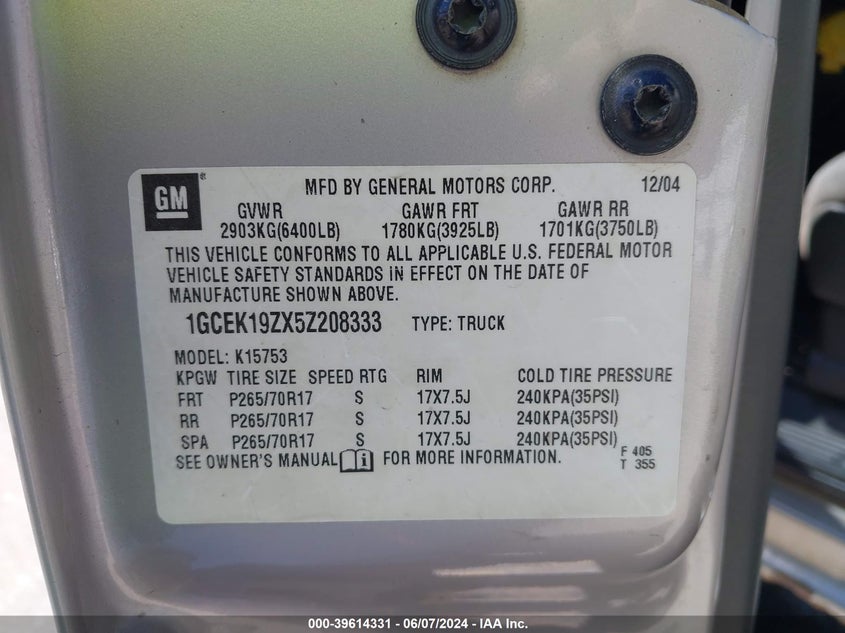 GM
®
MFD BY GENERAL MOTORS CORP. 12/04
GVWR GAWR FRT GAWR RR
2903KG(6400LB) 1780KG(3925LB) 1701KG(3750LB)
THIS VEHICLE CONFORMS TO ALL APPLICABLE U.S. FEDERAL MOTOR
VEHICLE SAFETY STANDARDS IN EFFECT ON THE DATE OF
MANUFACTURE SHOWN ABOVE.
1GCEK19ZX5Z208333 TYPE: TRUCK
MODEL: K15753
KPGW TIRE SIZE SPEED RTG RIM COLD TIRE PRESSURE
FRT P265/70R17 S 17X7.5J 240KPA(35PSI)
RR P265/70R17 S 17X7.5J 240KPA(35PSI)
SPA P265/70R17 S 17X7.5J 240KPA(35PSI)
SEE OWNER'S MANUAL i FOR MORE INFORMATION. F 405
T 355
000-39614331 - 06/07/2024 - IAA Inc.